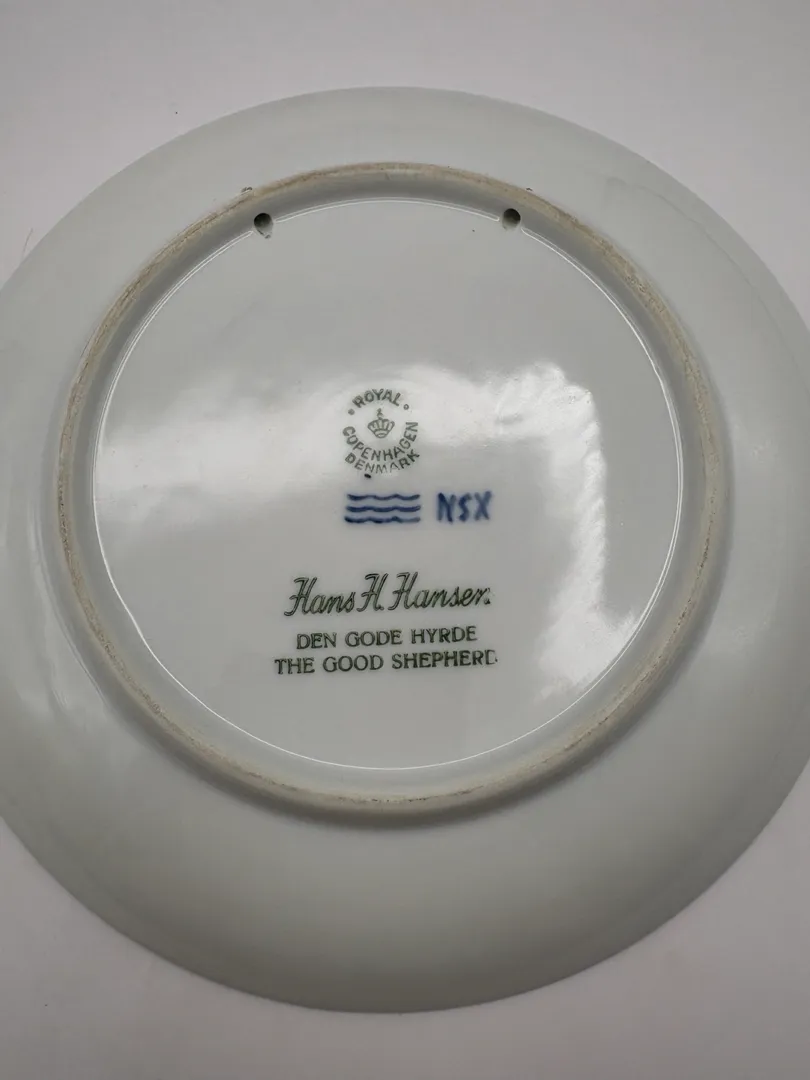 ROYAL
COPENHAGEN
DENMARK
NSX
Hans H. Hansen.
DEN GODE HYRDE
THE GOOD SHEPHERD